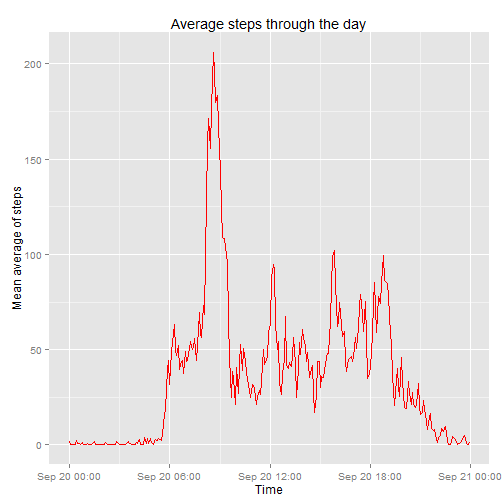 Average steps through the day
200
150
100
50
0
Mean average of steps
Sep 20 00:00 Sep 20 06:00 Sep 20 12:00 Sep 20 18:00 Sep 21 00:00
Time